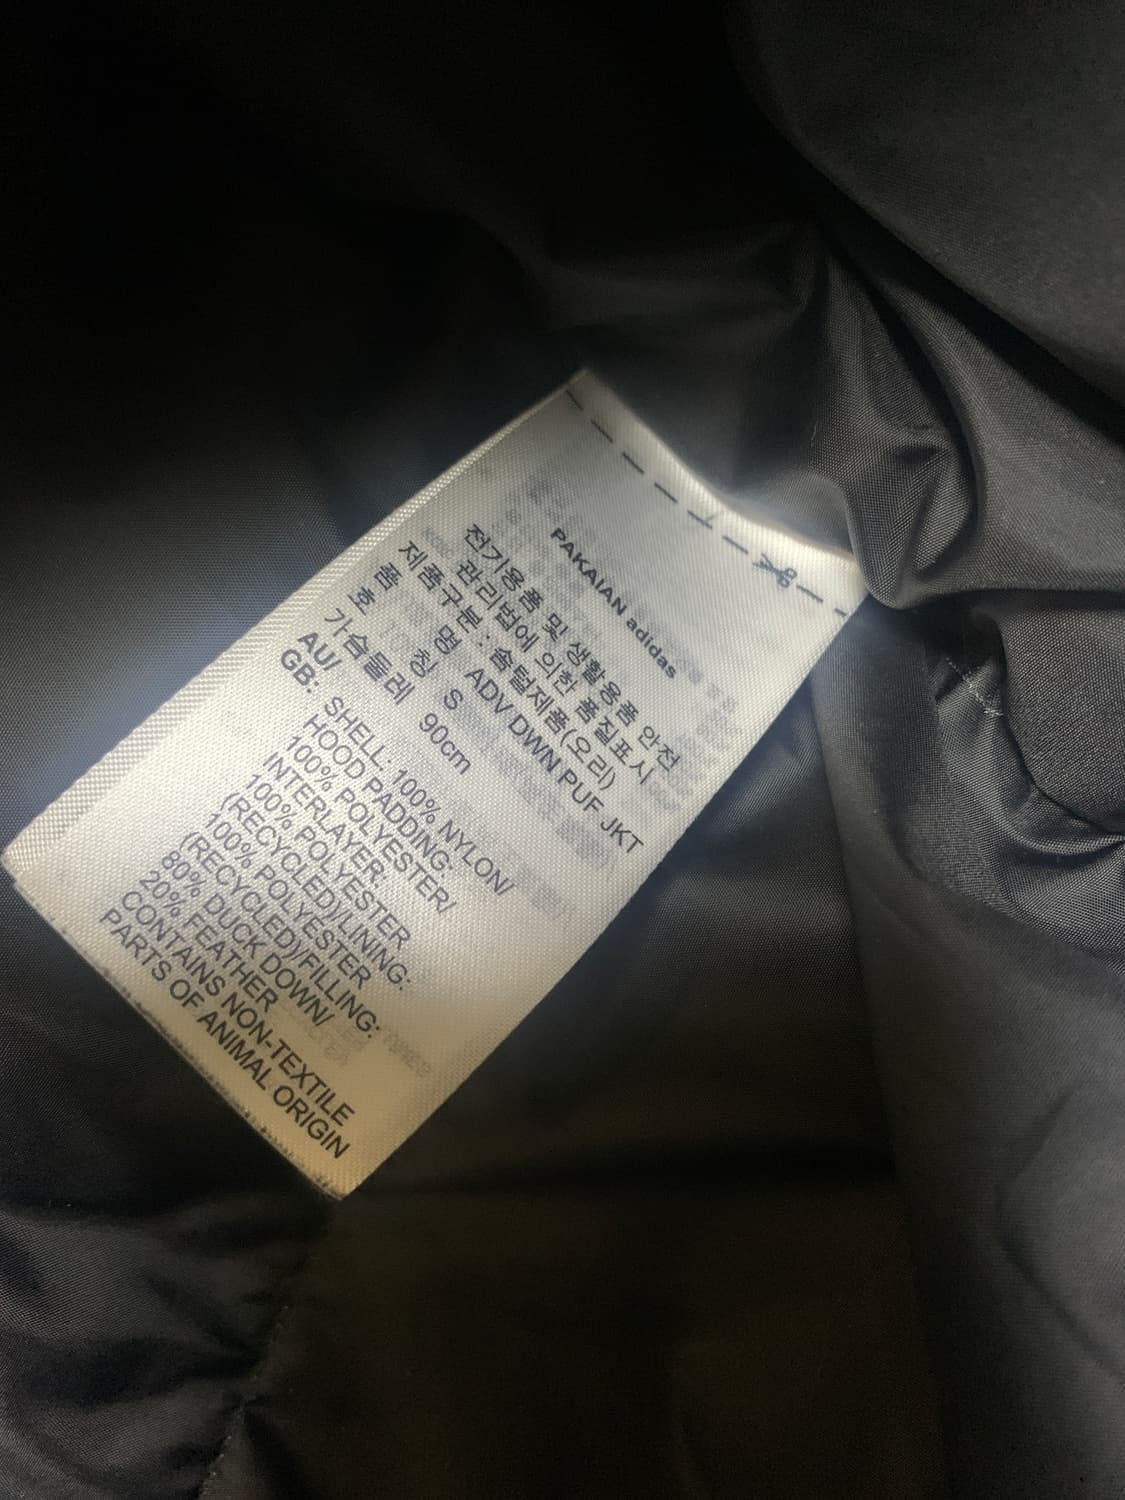 PAKAIAN adidas
전기용품 및 생활용품 안전
관리법에 의한 품질표시
제품구분 : 솜털제품(오리)
품 명 ADV DWN PUF JKT
호 칭 S
가슴둘레 90cm
AU/
GB: SHELL: 100% NYLON/
HOOD PADDING:
100% POLYESTER/
INTERLAYER:
100% POLYESTER
(RECYCLED)/LINING:
100% POLYESTER
(RECYCLED)/FILLING:
80% DUCK DOWN/
20% FEATHER
CONTAINS NON-TEXTILE
PARTS OF ANIMAL ORIGIN